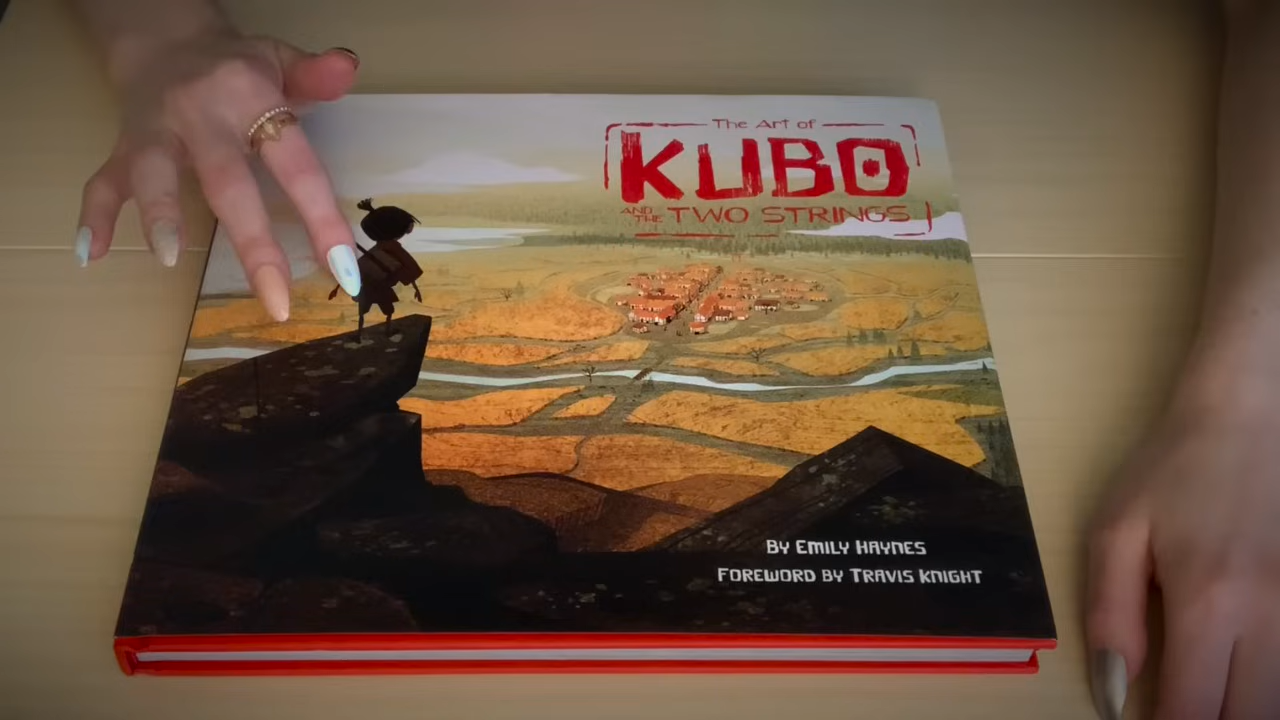 The Art of
KUBO
AND THE TWO STRINGS
BY EMILY HAYNES
FOREWORD BY TRAVIS KNIGHT